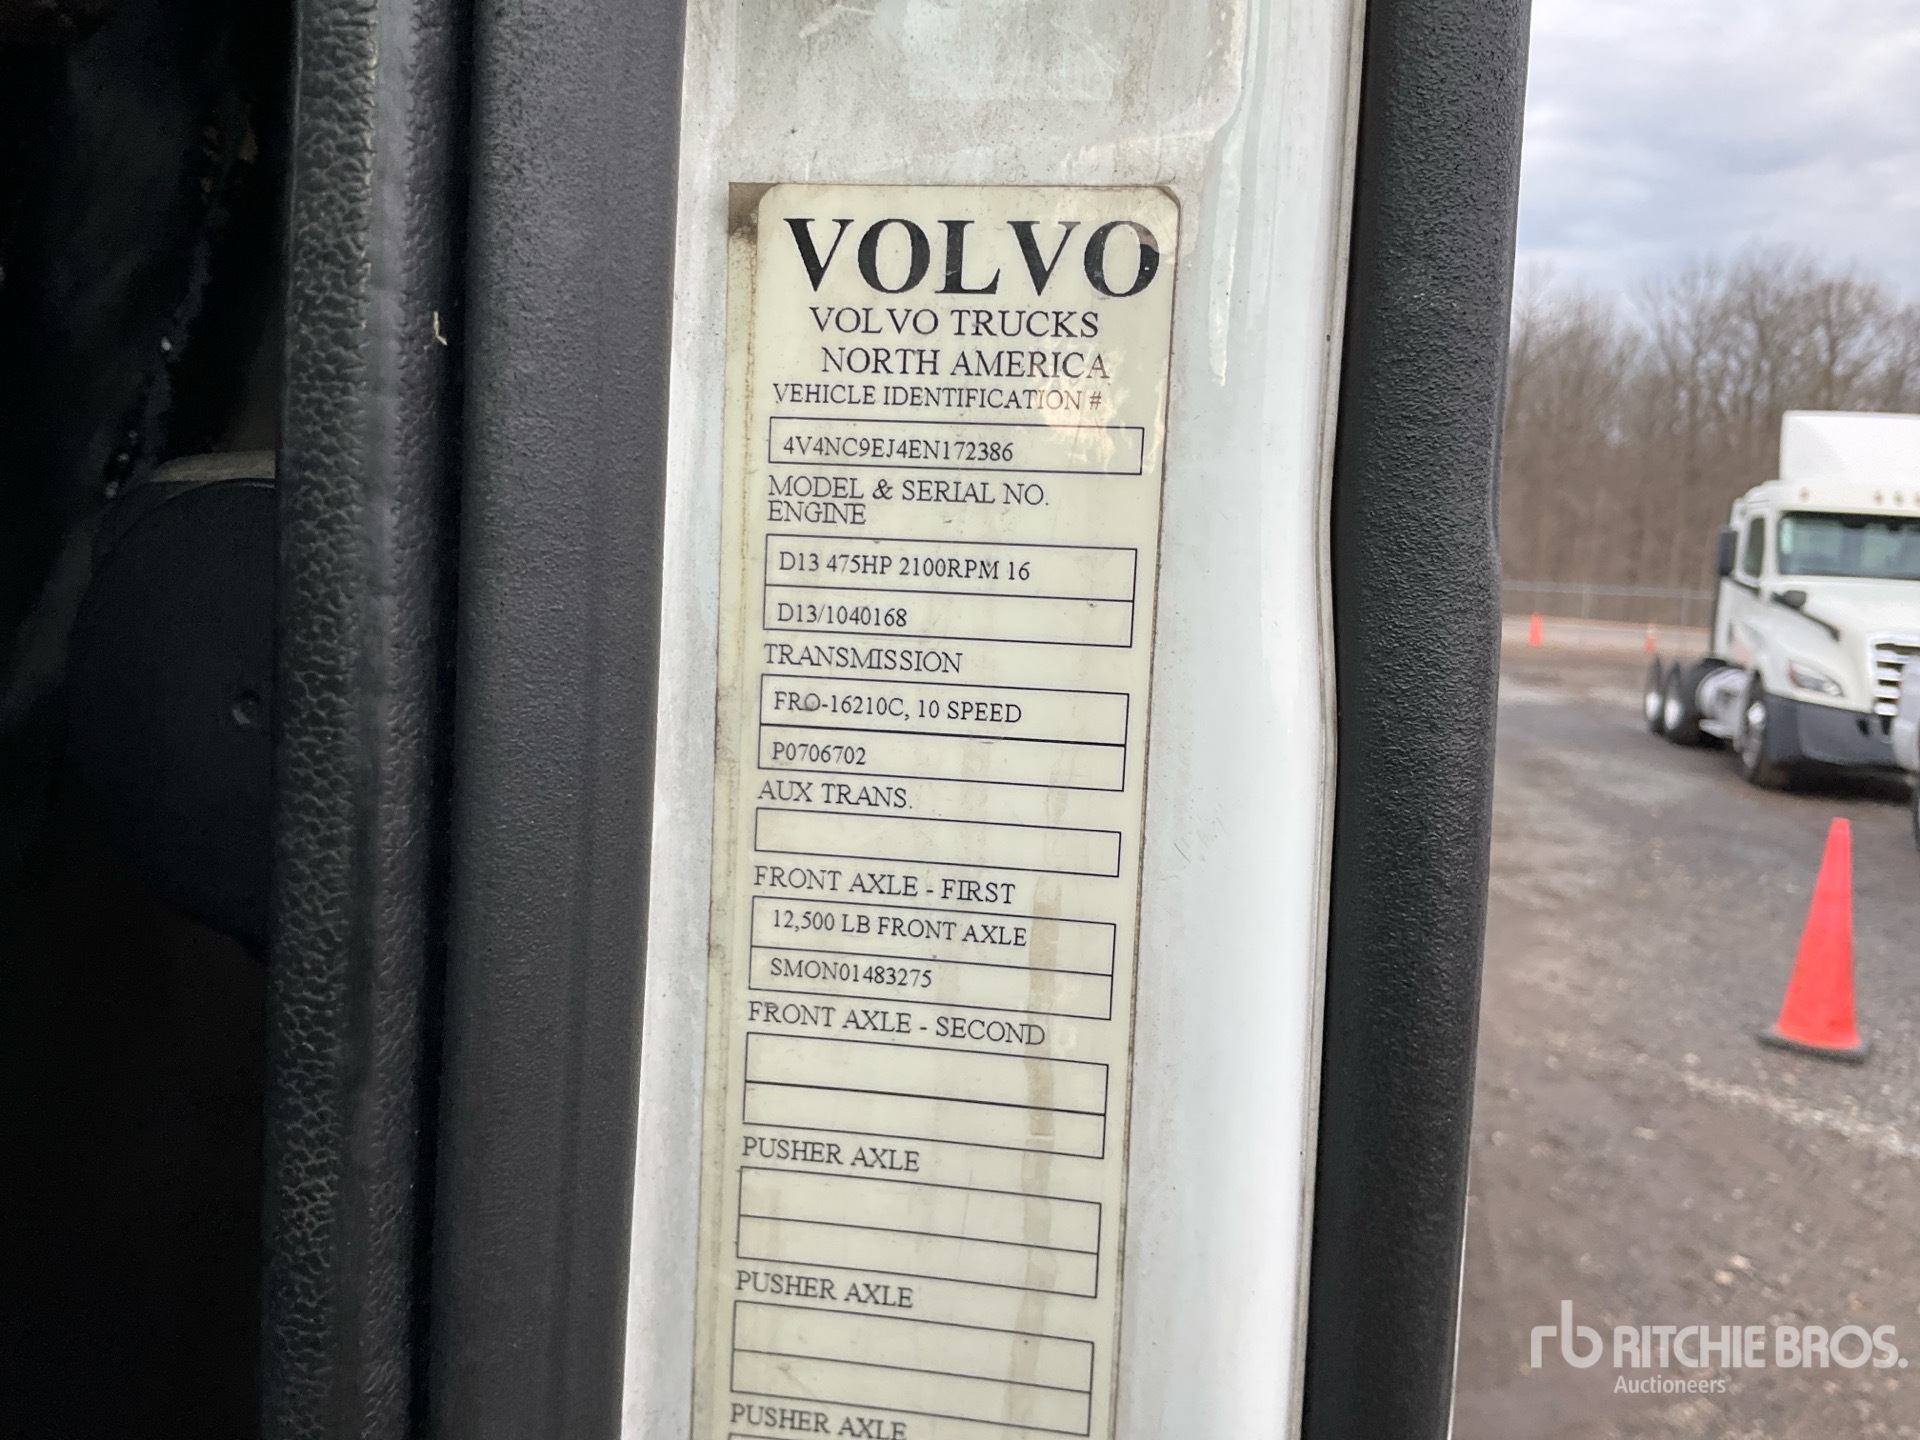 VOLVO
VOLVO TRUCKS
NORTH AMERICA
VEHICLE IDENTIFICATION #
4V4NC9EJ4EN172386
MODEL & SERIAL NO.
ENGINE
D13 475HP 2100RPM 16
D13/1040168
TRANSMISSION
FRO-16210C, 10 SPEED
P0706702
AUX TRANS.
FRONT AXLE - FIRST
12,500 LB FRONT AXLE
SMON01483275
FRONT AXLE - SECOND
PUSHER AXLE
PUSHER AXLE
PUSHER AXLE
rb RITCHIE BROS.
Auctioneers